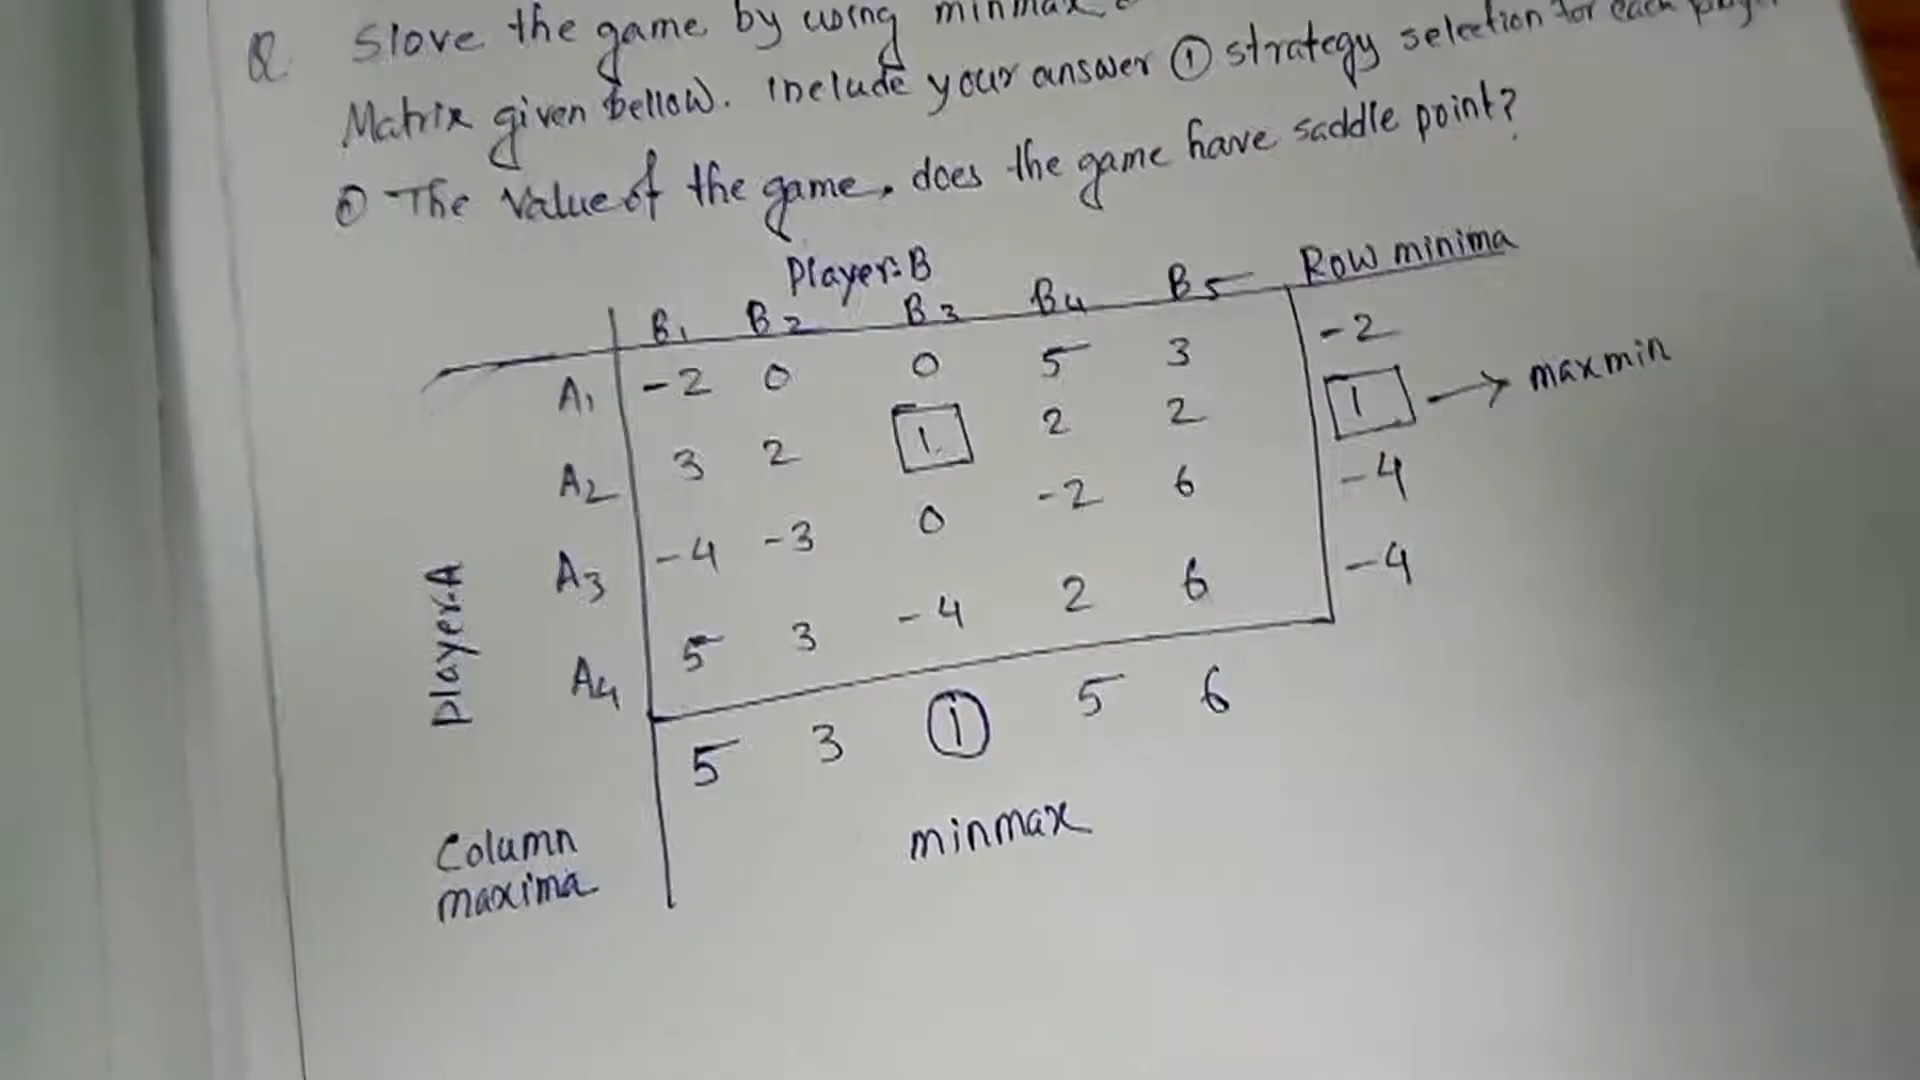 Q. Slove the game by using minmax
Matrix given bellow. include your answer ① strategy selection for each
⑪ The Value of the game, does the game have saddle point?
Player:B
B1 B2 B3 B4 B5 Row minima
A1 -2 0 0 5 3 -2
A2 3 2 1 2 2 1 → maxmin
A3 -4 -3 0 -2 6 -4
A4 5 3 -4 2 6 -4
Player:A
5 3 1 5 6
Column
maxima
minmax